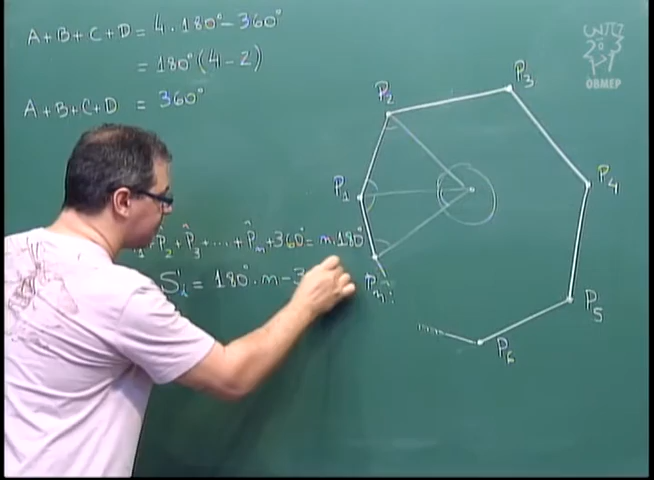 A+B+C+D = 4·180°-360°
= 180°(4-2)
A+B+C+D = 360°
P̂₂+P̂₃+····+P̂ₙ+360°=n·180°
Sᵢ = 180°·n-3
P₁
P₂
P₃
P₄
P₅
P₆
Pₙ
OBMEP